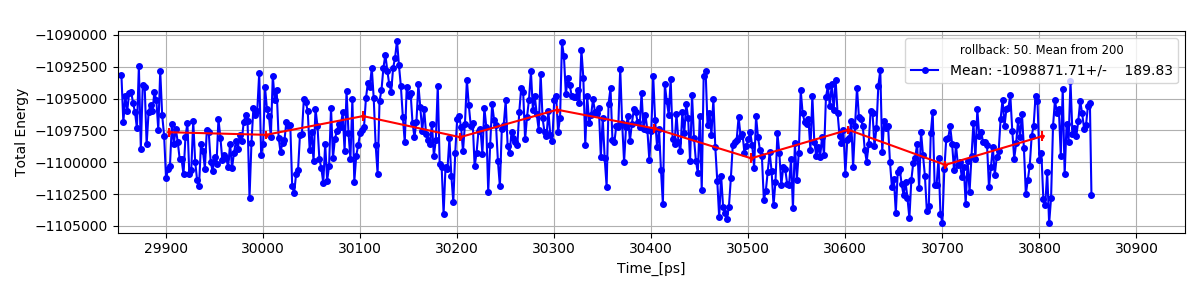 rollback: 50. Mean from 200
Mean: -1098871.71+/- 189.83
Total Energy
−1090000
−1092500
−1095000
−1097500
−1100000
−1102500
−1105000
29900 30000 30100 30200 30300 30400 30500 30600 30700 30800 30900
Time_[ps]